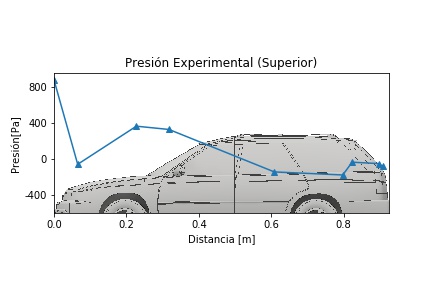 Presión Experimental (Superior)
Presión[Pa]
800
400
0
-400
0.0 0.2 0.4 0.6 0.8
Distancia [m]